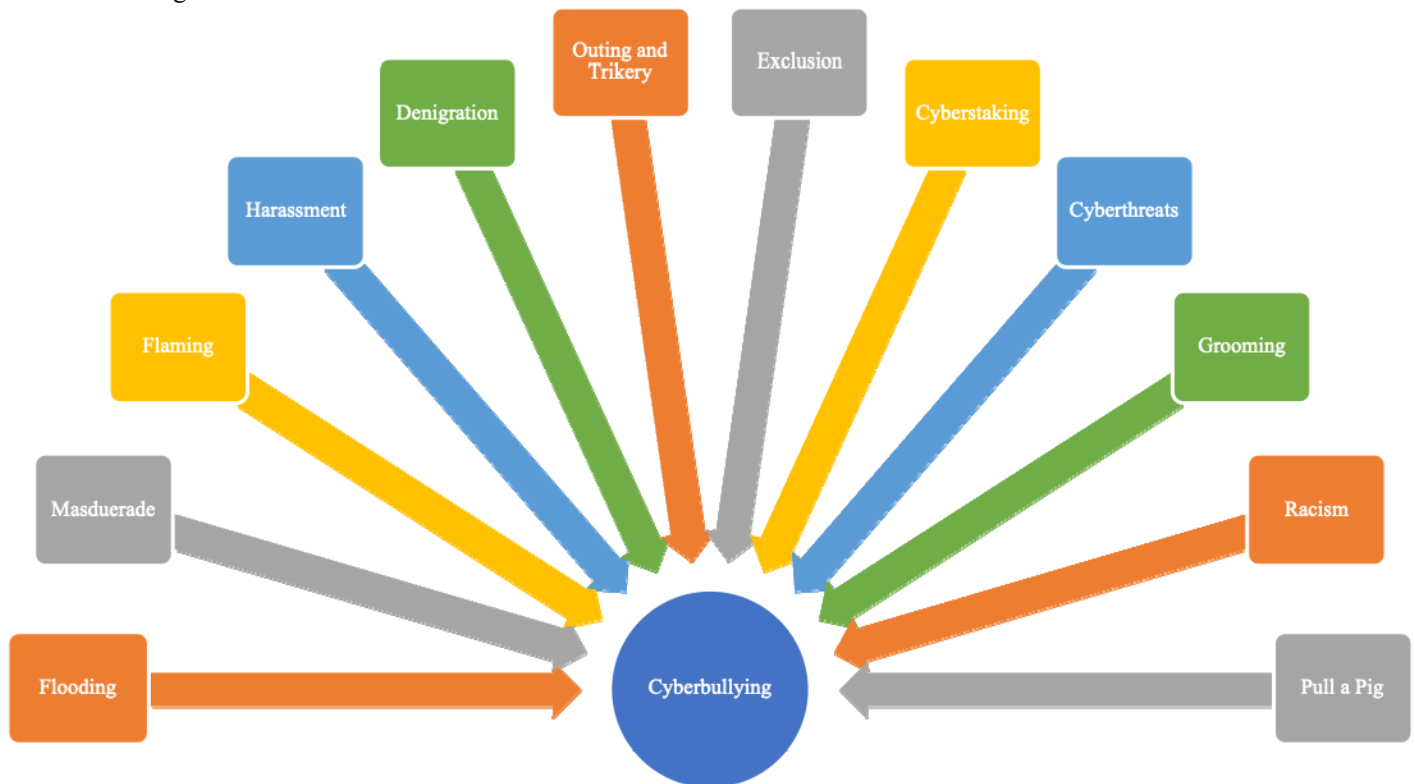 Outing and
Trikery
Exclusion
Denigration
Cyberstaking
Harassment
Cyberthreats
Flaming
Grooming
Masduerade
Racism
Flooding
Cyberbullying
Pull a Pig